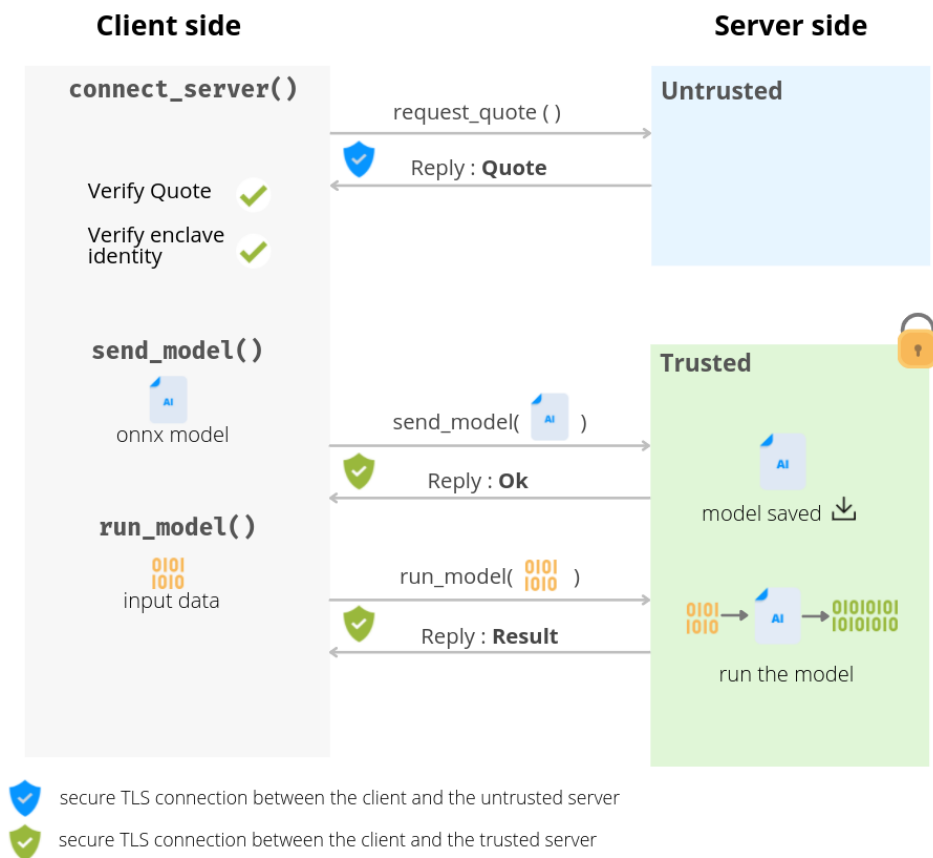 Client side
Server side
connect_server()
Untrusted
request_quote ( )
Reply : Quote
Verify Quote
Verify enclave
identity
send_model()
AI
onnx model
Trusted
send_model( AI )
Reply : Ok
AI
model saved
run_model()
0101
1010
input data
run_model( 0101 )
1010
Reply : Result
0101
1010
AI
01010101
10101010
run the model
secure TLS connection between the client and the untrusted server
secure TLS connection between the client and the trusted server